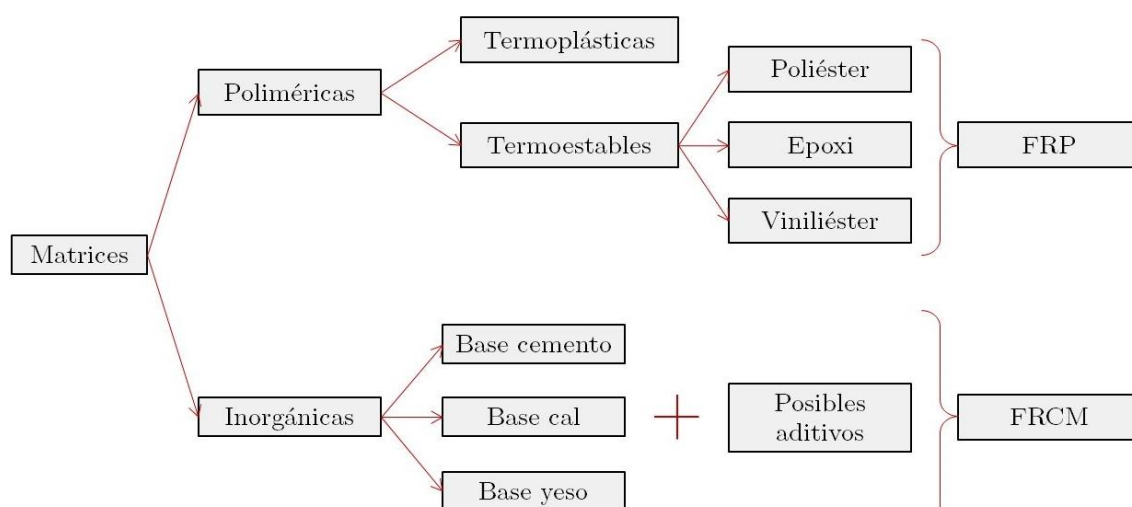 Matrices
Poliméricas
Termoplásticas
Termoestables
Poliéster
Epoxi
Viniliéster
FRP
Inorgánicas
Base cemento
Base cal
Base yeso
+
Posibles
aditivos
FRCM